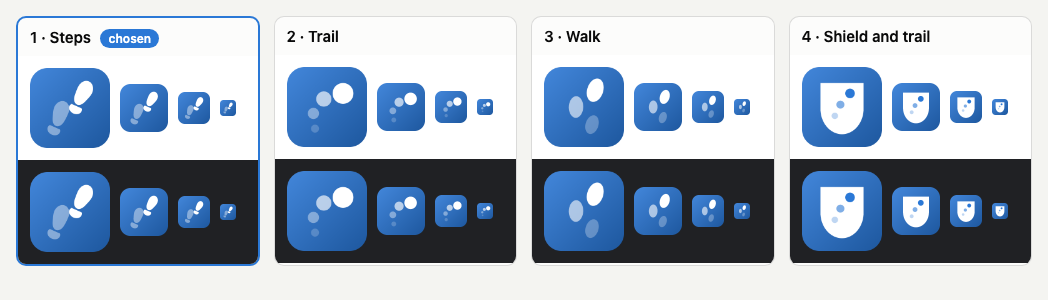 1 · Steps chosen
2 · Trail
3 · Walk
4 · Shield and trail